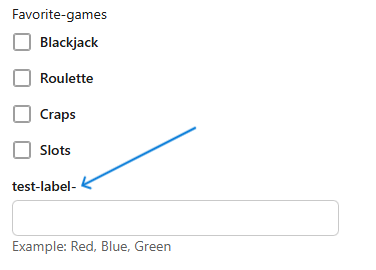 Favorite-games
Blackjack
Roulette
Craps
Slots
test-label-
Example: Red, Blue, Green